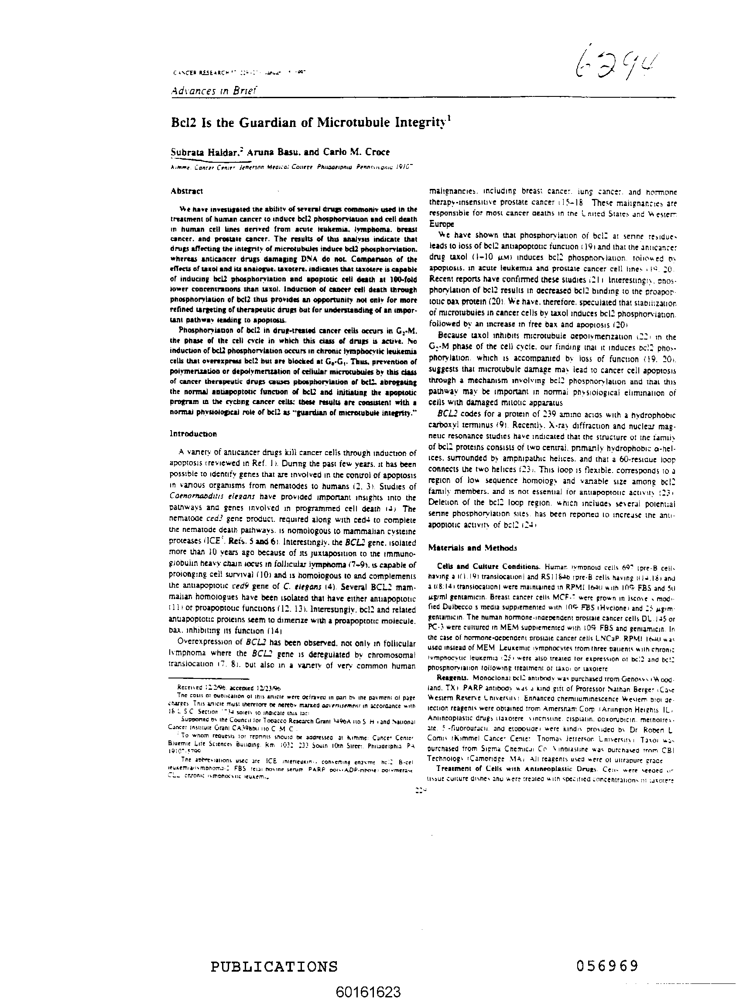 6294
CANCER RESEARCH
Advances in Brief
Bcl2 Is the Guardian of Microtubule Integrity1
Subrata Haldar,2 Aruna Basu, and Carlo M. Croce
Kimmel Cancer Center, Jefferson Medical College, Philadelphia, Pennsylvania 19107
Abstract
We have investigated the ability of several drugs commonly used in the
treatment of human cancer to induce bcl2 phosphorylation and cell death
in human cell lines derived from acute leukemia, lymphoma, breast
cancer, and prostate cancer. The results of this analysis indicate that
drugs affecting the integrity of microtubules induce bcl2 phosphorylation,
whereas anticancer drugs damaging DNA do not. Comparison of the
effects of taxol and its analogue, taxotere, indicates that taxotere is capable
of inducing bcl2 phosphorylation and apoptotic cell death at 100-fold
lower concentrations than taxol. Induction of cancer cell death through
phosphorylation of bcl2 thus provides an opportunity not only for more
refined targeting of therapeutic drugs but for understanding of an impor-
tant pathway leading to apoptosis.
Phosphorylation of bcl2 in drug-treated cancer cells occurs in G2-M,
the phase of the cell cycle in which this class of drugs is active. No
induction of bcl2 phosphorylation occurs in chronic lymphocytic leukemia
cells that overexpress bcl2 but are blocked at G0-G1. Thus, prevention of
polymerization or depolymerization of cellular microtubules by this class
of cancer therapeutic drugs causes phosphorylation of bcl2, abrogating
the normal antiapoptotic function of bcl2 and initiating the apoptotic
program in the cycling cancer cells; these results are consistent with a
normal physiological role of bcl2 as "guardian of microtubule integrity."
Introduction
A variety of anticancer drugs kill cancer cells through induction of
apoptosis (reviewed in Ref. 1). During the past few years, it has been
possible to identify genes that are involved in the control of apoptosis
in various organisms from nematodes to humans (2, 3). Studies of
Caenorhabditis elegans have provided important insights into the
pathways and genes involved in programmed cell death (4). The
nematode ced3 gene product, required along with ced4 to complete
the nematode death pathways, is homologous to mammalian cysteine
proteases (ICE3, Refs. 5 and 6). Interestingly, the BCL2 gene, isolated
more than 10 years ago because of its juxtaposition to the immuno-
globulin heavy chain locus in follicular lymphoma (7-9), is capable of
prolonging cell survival (10) and is homologous to and complements
the antiapoptotic ced9 gene of C. elegans (4). Several BCL2 mam-
malian homologues have been isolated that have either antiapoptotic
(11) or proapoptotic functions (12, 13). Interestingly, bcl2 and related
antiapoptotic proteins seem to dimerize with a proapoptotic molecule,
bax, inhibiting its function (14).
Overexpression of BCL2 has been observed, not only in follicular
lymphoma where the BCL2 gene is deregulated by chromosomal
translocation (7, 8), but also in a variety of very common human
Received 12/2/96; accepted 12/23/96.
The costs of publication of this article were defrayed in part by the payment of page
charges. This article must therefore be hereby marked advertisement in accordance with
18 U.S.C. Section 1734 solely to indicate this fact.
Supported by the Council for Tobacco Research Grant (to S. H.) and National
Cancer Institute Grant (to C. M. C.)
To whom requests for reprints should be addressed at Kimmel Cancer Center,
Bluemle Life Sciences Building, Rm. 1032, 233 South 10th Street, Philadelphia, PA
19107-5799
The abbreviations used are: ICE, interleukin converting enzyme; bcl2, B-cell
leukemia/lymphoma-2; FBS, fetal bovine serum; PARP, poly(ADP-ribose) polymerase;
CLL, chronic lymphocytic leukemia.
malignancies, including breast cancer, lung cancer, and hormone
therapy-insensitive prostate cancer (15-18). These malignancies are
responsible for most cancer deaths in the United States and Western
Europe
We have shown that phosphorylation of bcl2 at serine residues
leads to loss of bcl2 antiapoptotic function (19) and that the anticancer
drug taxol (1-10 μM) induces bcl2 phosphorylation, followed by
apoptosis, in acute leukemia and prostate cancer cell lines (19, 20).
Recent reports have confirmed these studies (21). Interestingly, phos-
phorylation of bcl2 results in decreased bcl2 binding to the proapop-
totic bax protein (20). We have, therefore, speculated that stabilization
of microtubules in cancer cells by taxol induces bcl2 phosphorylation,
followed by an increase in free bax and apoptosis (20).
Because taxol inhibits microtubule depolymerization (22) in the
G2-M phase of the cell cycle, our finding that it induces bcl2 phos-
phorylation, which is accompanied by loss of function (19, 20),
suggests that microtubule damage may lead to cancer cell apoptosis
through a mechanism involving bcl2 phosphorylation and that this
pathway may be important in normal physiological elimination of
cells with damaged mitotic apparatus.
BCL2 codes for a protein of 239 amino acids with a hydrophobic
carboxyl terminus (9). Recently, X-ray diffraction and nuclear mag-
netic resonance studies have indicated that the structure of the family
of bcl2 proteins consists of two central, primarily hydrophobic α-hel-
ices, surrounded by amphipathic helices, and that a 60-residue loop
connects the two helices (23). This loop is flexible, corresponds to a
region of low sequence homology and variable size among bcl2
family members, and is not essential for antiapoptotic activity (23).
Deletion of the bcl2 loop region, which includes several potential
serine phosphorylation sites, has been reported to increase the anti-
apoptotic activity of bcl2 (24).
Materials and Methods
Cells and Culture Conditions. Human lymphoid cells 697 (pre-B cells
having a t(1;19) translocation) and RS11846 (pre-B cells having t(14;18) and
a t(8;14) translocation) were maintained in RPMI 1640 with 10% FBS and 50
μg/ml gentamicin. Breast cancer cells MCF-7 were grown in Iscove's modi-
fied Dulbecco's media supplemented with 10% FBS (Hyclone) and 25 μg/ml
gentamicin. The human hormone-independent prostate cancer cells DU 145 or
PC-3 were cultured in MEM supplemented with 10% FBS and gentamicin. In
the case of hormone-dependent prostate cancer cells LNCaP, RPMI 1640 was
used instead of MEM. Leukemic lymphocytes from three patients with chronic
lymphocytic leukemia (25) were also treated for expression of bcl2 and bcl2
phosphorylation following treatment of taxol or taxotere.
Reagents. Monoclonal bcl2 antibody was purchased from Genosys (Wood-
land, TX). PARP antibody was a kind gift of Professor Nathan Berger (Case
Western Reserve University). Enhanced chemiluminescence Western blot de-
tection reagents were obtained from Amersham Corp. (Arlington Heights, IL).
Antineoplastic drugs (taxotere, vincristine, cisplatin, doxorubicin, methotrex-
ate, 5-fluorouracil, and etoposide) were kindly provided by Dr. Robert L.
Comis (Kimmel Cancer Center, Thomas Jefferson University). Taxol was
purchased from Sigma Chemical Co. Vinblastine was purchased from CBI
Technology (Cambridge, MA). All reagents used were of ultrapure grade.
Treatment of Cells with Antineoplastic Drugs. Cells were seeded in
tissue culture dishes and were treated with specified concentrations of taxotere
229
PUBLICATIONS
056969
60161623